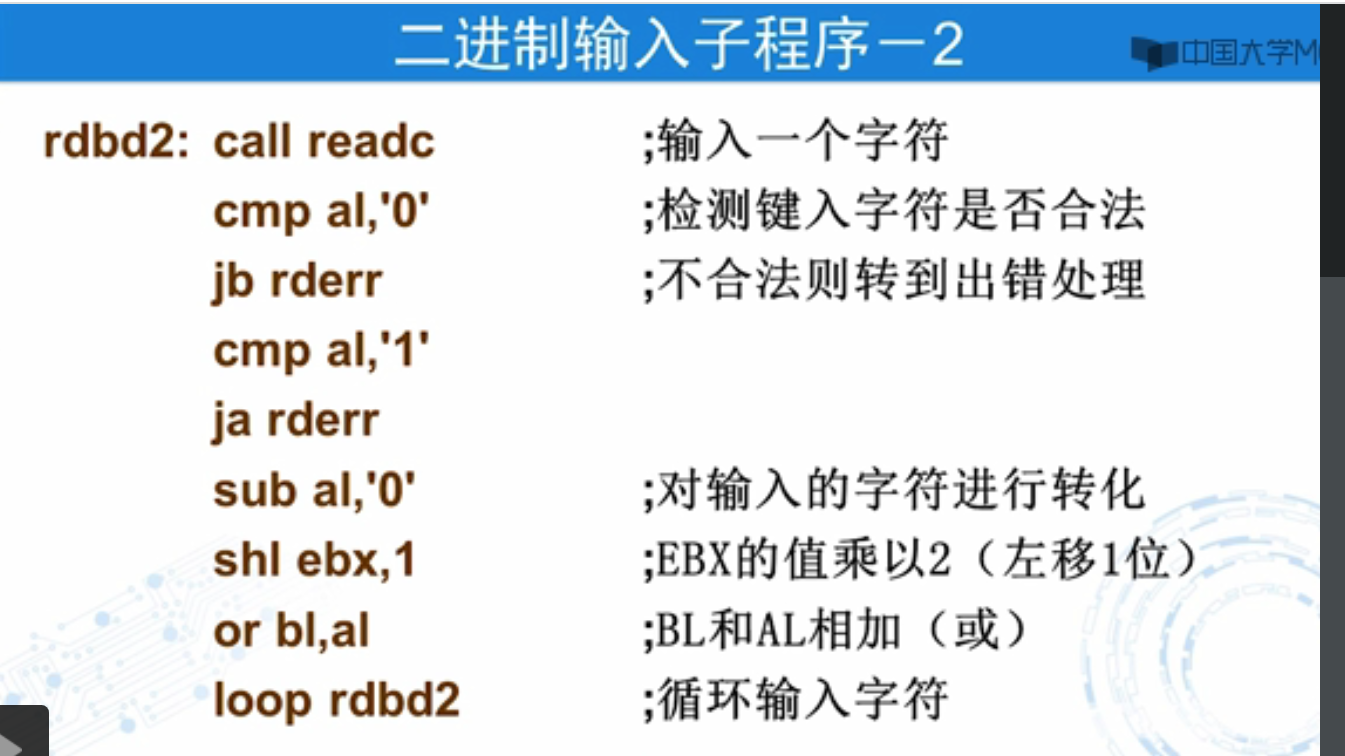 二进制输入子程序－2
中国大学M
rdbd2: call readc ;输入一个字符
cmp al,'0' ;检测键入字符是否合法
jb rderr ;不合法则转到出错处理
cmp al,'1'
ja rderr
sub al,'0' ;对输入的字符进行转化
shl ebx,1 ;EBX的值乘以2（左移1位）
or bl,al ;BL和AL相加（或）
loop rdbd2 ;循环输入字符